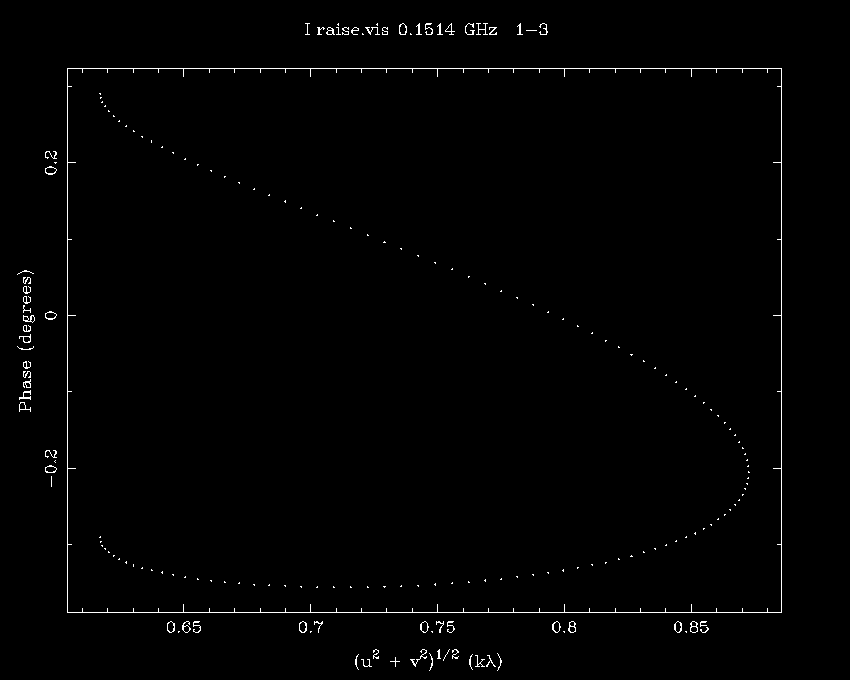 I raise.vis 0.1514 GHz 1−3
Phase (degrees)
0.2
0
−0.2
0.65 0.7 0.75 0.8 0.85
(u² + v²)^1/2 (kλ)